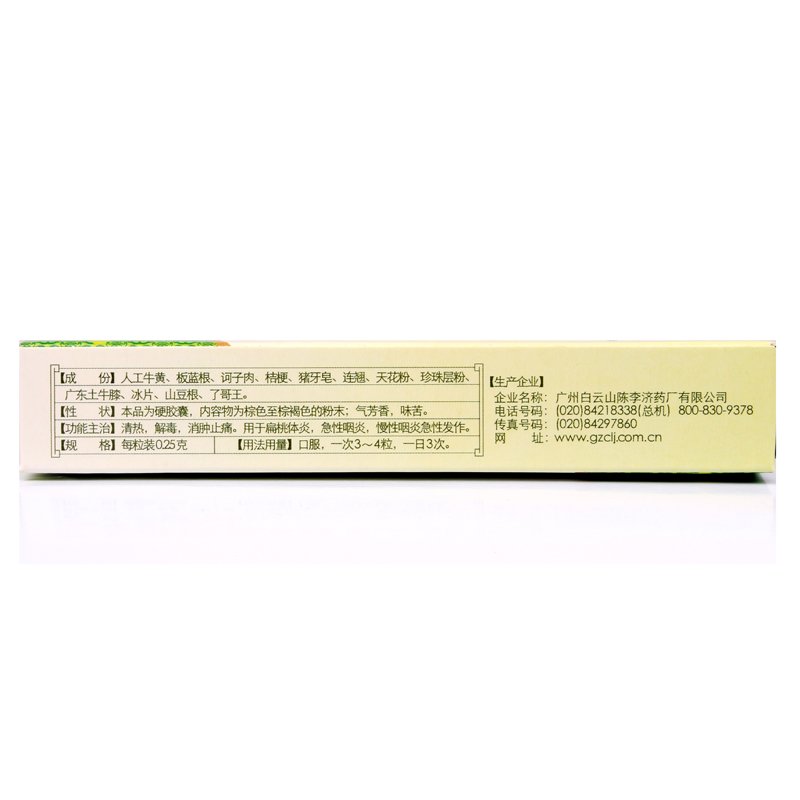 【成　份】人工牛黄、板蓝根、诃子肉、桔梗、猪牙皂、连翘、天花粉、珍珠层粉、
广东土牛膝、冰片、山豆根、了哥王。
【性　状】本品为硬胶囊，内容物为棕色至棕褐色的粉末；气芳香，味苦。
【功能主治】清热，解毒，消肿止痛。用于扁桃体炎，急性咽炎，慢性咽炎急性发作。
【规　格】每粒装0.25克 【用法用量】口服，一次3～4粒，一日3次。
【生产企业】
企业名称：广州白云山陈李济药厂有限公司
电话号码：(020)84218338(总机) 800-830-9378
传真号码：(020)84297860
网　址：www.gzclj.com.cn